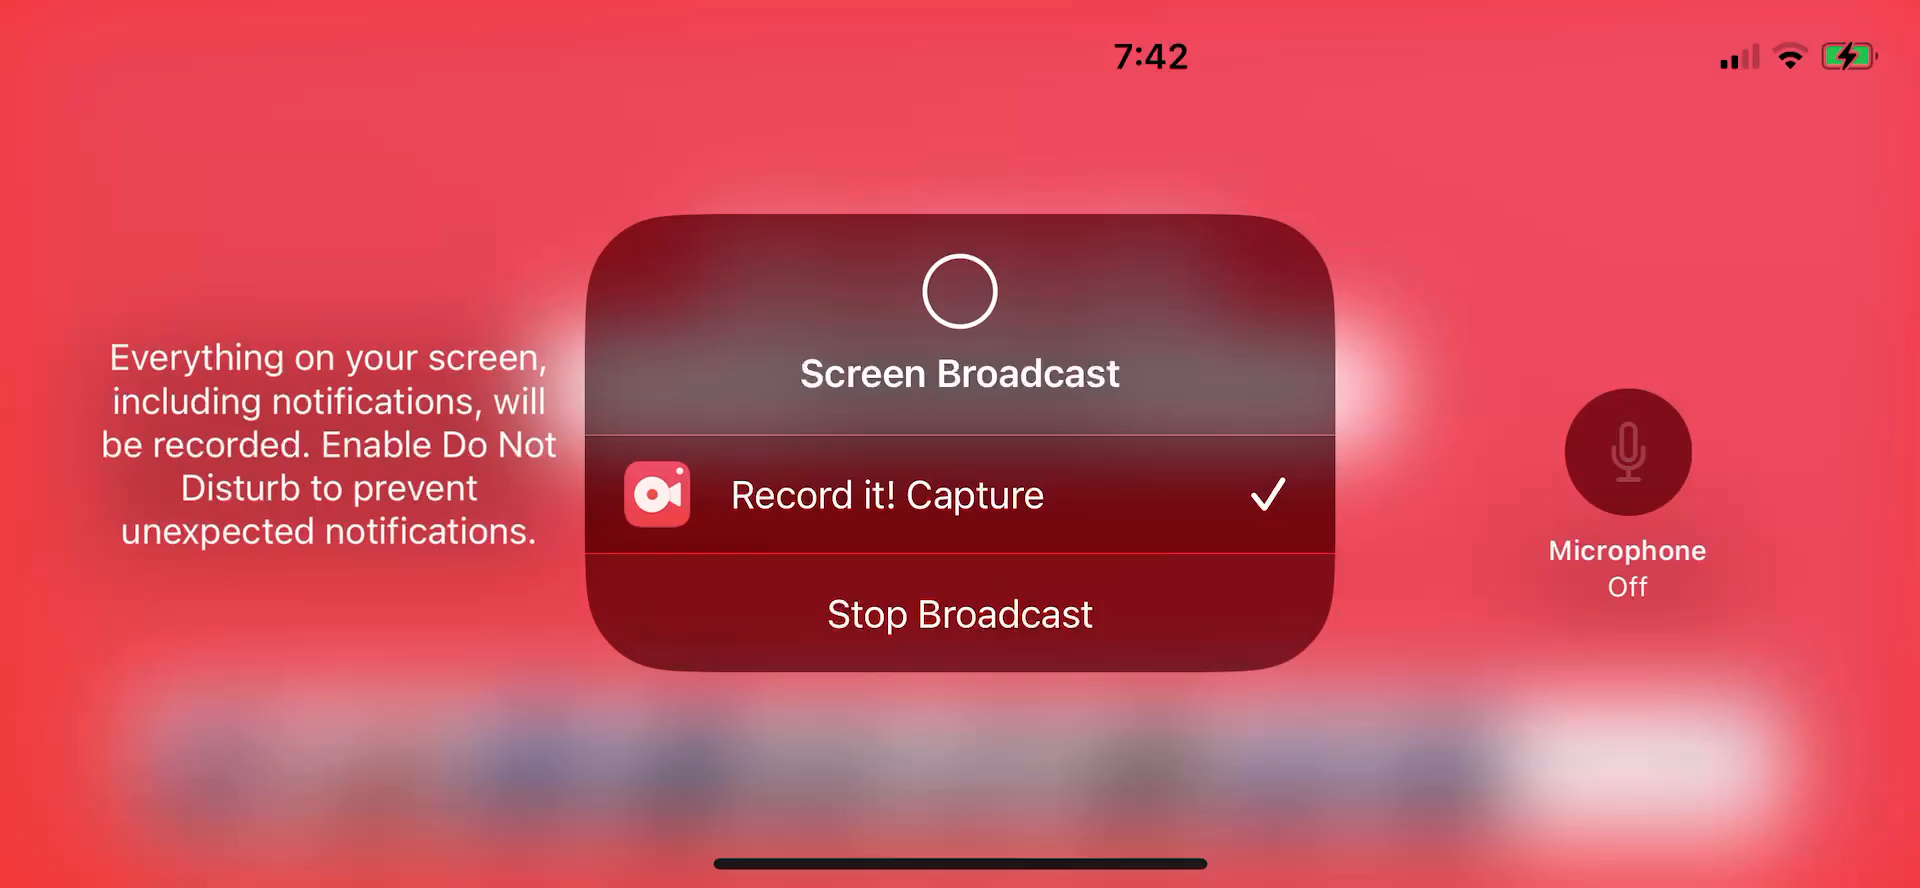 7:42
Everything on your screen,
including notifications, will
be recorded. Enable Do Not
Disturb to prevent
unexpected notifications.
Screen Broadcast
Record it! Capture
Stop Broadcast
Microphone
Off